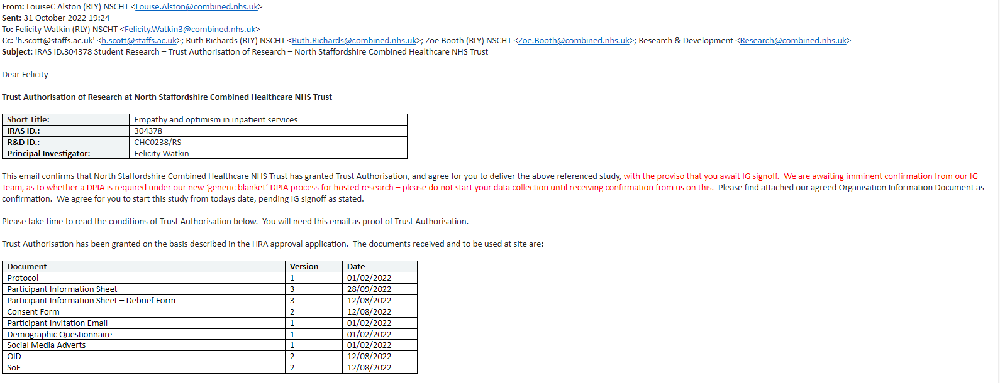 From: LouiseC Alston (RLY) NSCHT <Louise.Alston@combined.nhs.uk>
Sent: 31 October 2022 19:24
To: Felicity Watkin (RLY) NSCHT <Felicity.Watkin3@combined.nhs.uk>
Cc: 'h.scott@staffs.ac.uk' <h.scott@staffs.ac.uk>; Ruth Richards (RLY) NSCHT <Ruth.Richards@combined.nhs.uk>; Zoe Booth (RLY) NSCHT <Zoe.Booth@combined.nhs.uk>; Research & Development <Research@combined.nhs.uk>
Subject: IRAS ID.304378 Student Research – Trust Authorisation of Research – North Staffordshire Combined Healthcare NHS Trust
Dear Felicity
Trust Authorisation of Research at North Staffordshire Combined Healthcare NHS Trust
Short Title: Empathy and optimism in inpatient services
IRAS ID.: 304378
R&D ID.: CHC0238/RS
Principal Investigator: Felicity Watkin
This email confirms that North Staffordshire Combined Healthcare NHS Trust has granted Trust Authorisation, and agree for you to deliver the above referenced study, with the proviso that you await IG signoff. We are awaiting imminent confirmation from our IG
Team, as to whether a DPIA is required under our new ‘generic blanket’ DPIA process for hosted research – please do not start your data collection until receiving confirmation from us on this. Please find attached our agreed Organisation Information Document as
confirmation. We agree for you to start this study from todays date, pending IG signoff as stated.
Please take time to read the conditions of Trust Authorisation below. You will need this email as proof of Trust Authorisation.
Trust Authorisation has been granted on the basis described in the HRA approval application. The documents received and to be used at site are:
Document Version Date
Protocol 1 01/02/2022
Participant Information Sheet 3 28/09/2022
Participant Information Sheet – Debrief Form 3 12/08/2022
Consent Form 2 12/08/2022
Participant Invitation Email 1 01/02/2022
Demographic Questionnaire 1 01/02/2022
Social Media Adverts 1 01/02/2022
OID 2 12/08/2022
SoE 2 12/08/2022